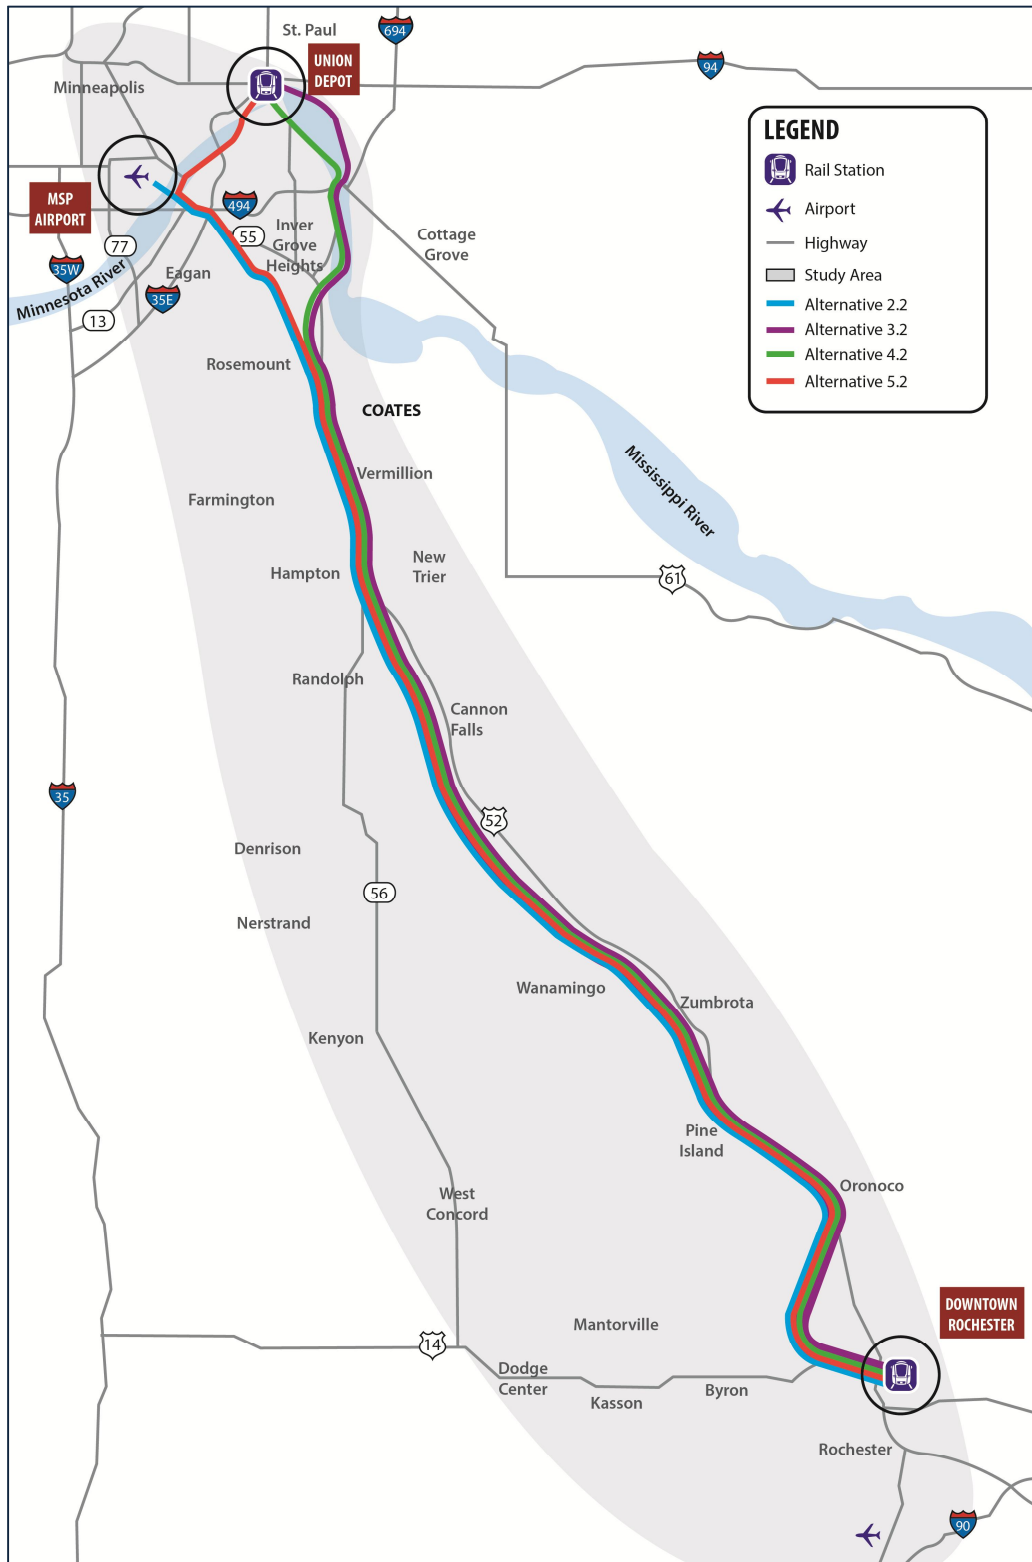 St. Paul
694
UNION
DEPOT
94
Minneapolis
LEGEND
Rail Station
Airport
Highway
Study Area
Alternative 2.2
Alternative 3.2
Alternative 4.2
Alternative 5.2
MSP
AIRPORT
494
77
55
Inver
Grove
Heights
Cottage
Grove
35W
Eagan
Minnesota River
35E
13
Rosemount
COATES
Vermillion
Mississippi River
Farmington
Hampton
New
Trier
61
Randolph
Cannon
Falls
35
52
Denrison
56
Nerstrand
Wanamingo
Zumbrota
Kenyon
Pine
Island
Oronoco
West
Concord
DOWNTOWN
ROCHESTER
Mantorville
14
Dodge
Center
Kasson
Byron
Rochester
90